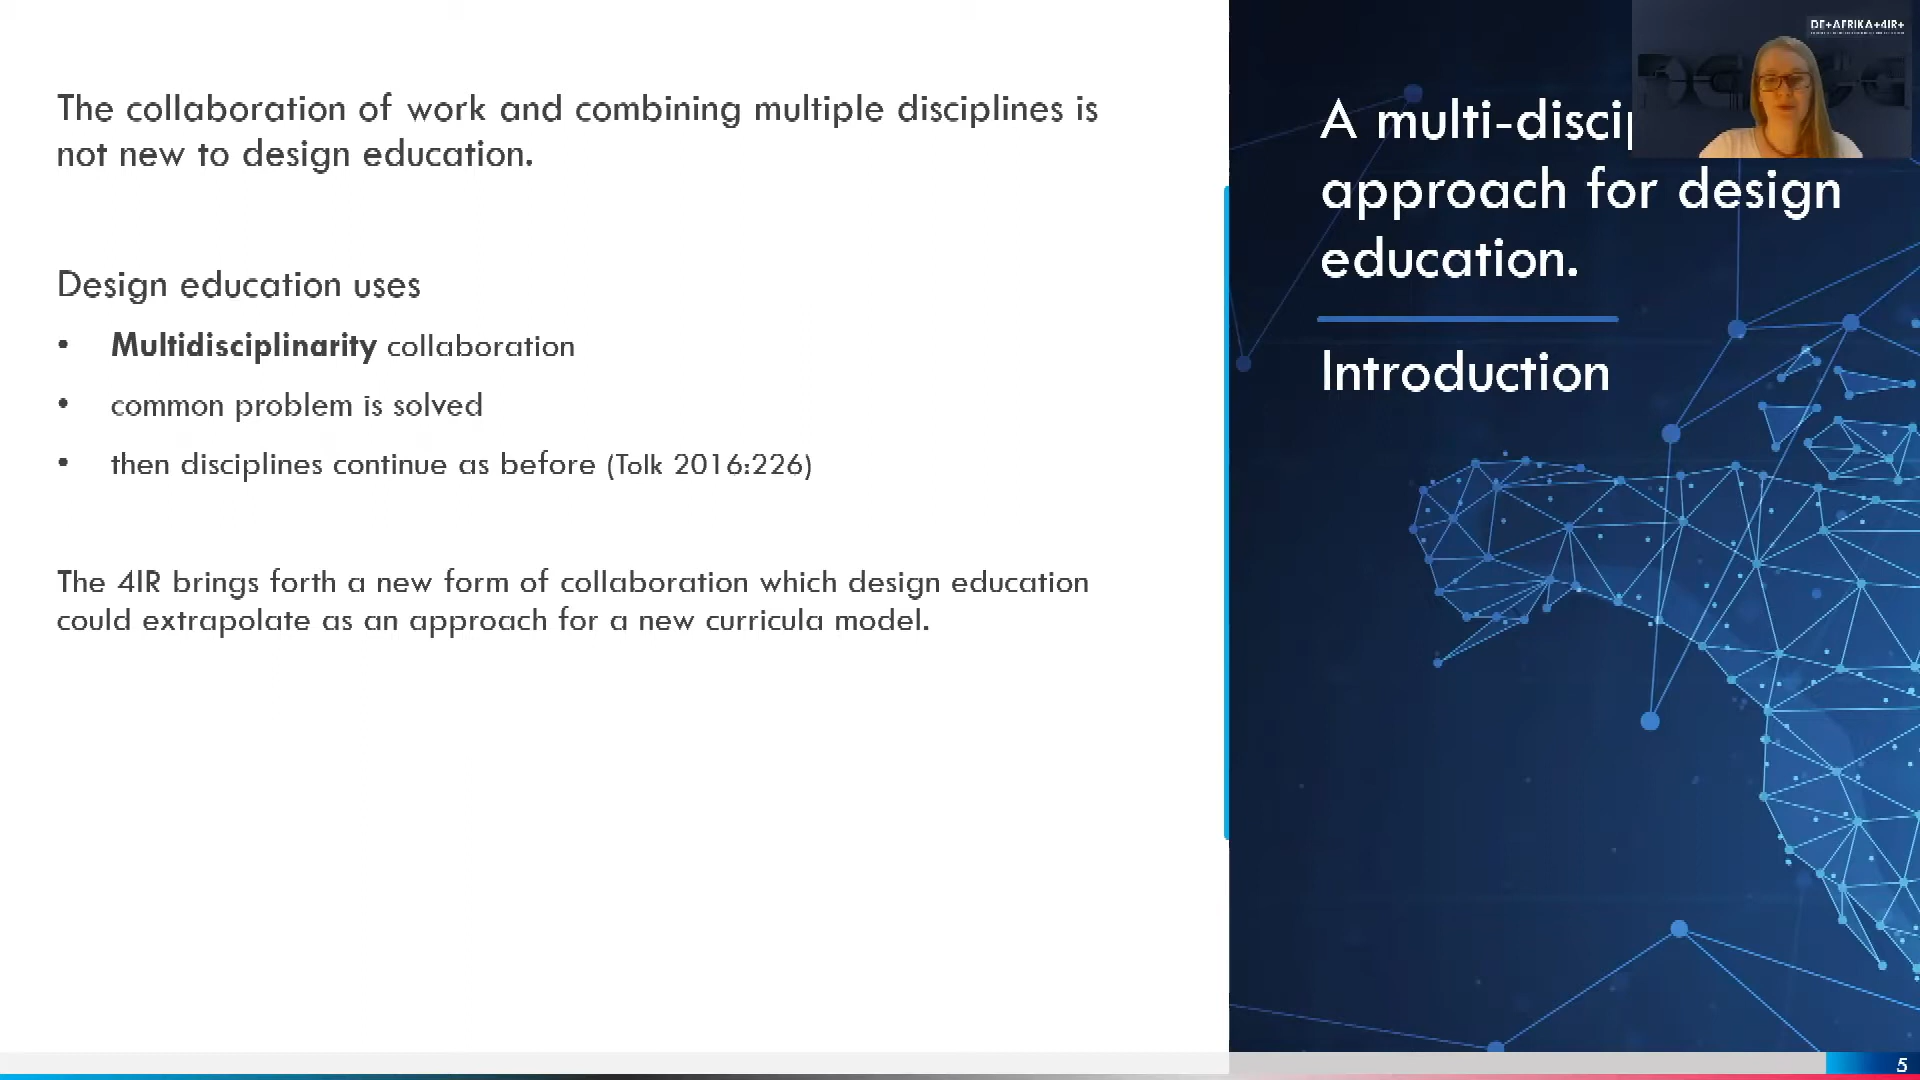 The collaboration of work and combining multiple disciplines is
not new to design education.
Design education uses
• Multidisciplinarity collaboration
• common problem is solved
• then disciplines continue as before (Tolk 2016:226)
The 4IR brings forth a new form of collaboration which design education
could extrapolate as an approach for a new curricula model.
DE+AFRIKA+4IR+
A multi-discip
approach for design
education.
Introduction
5